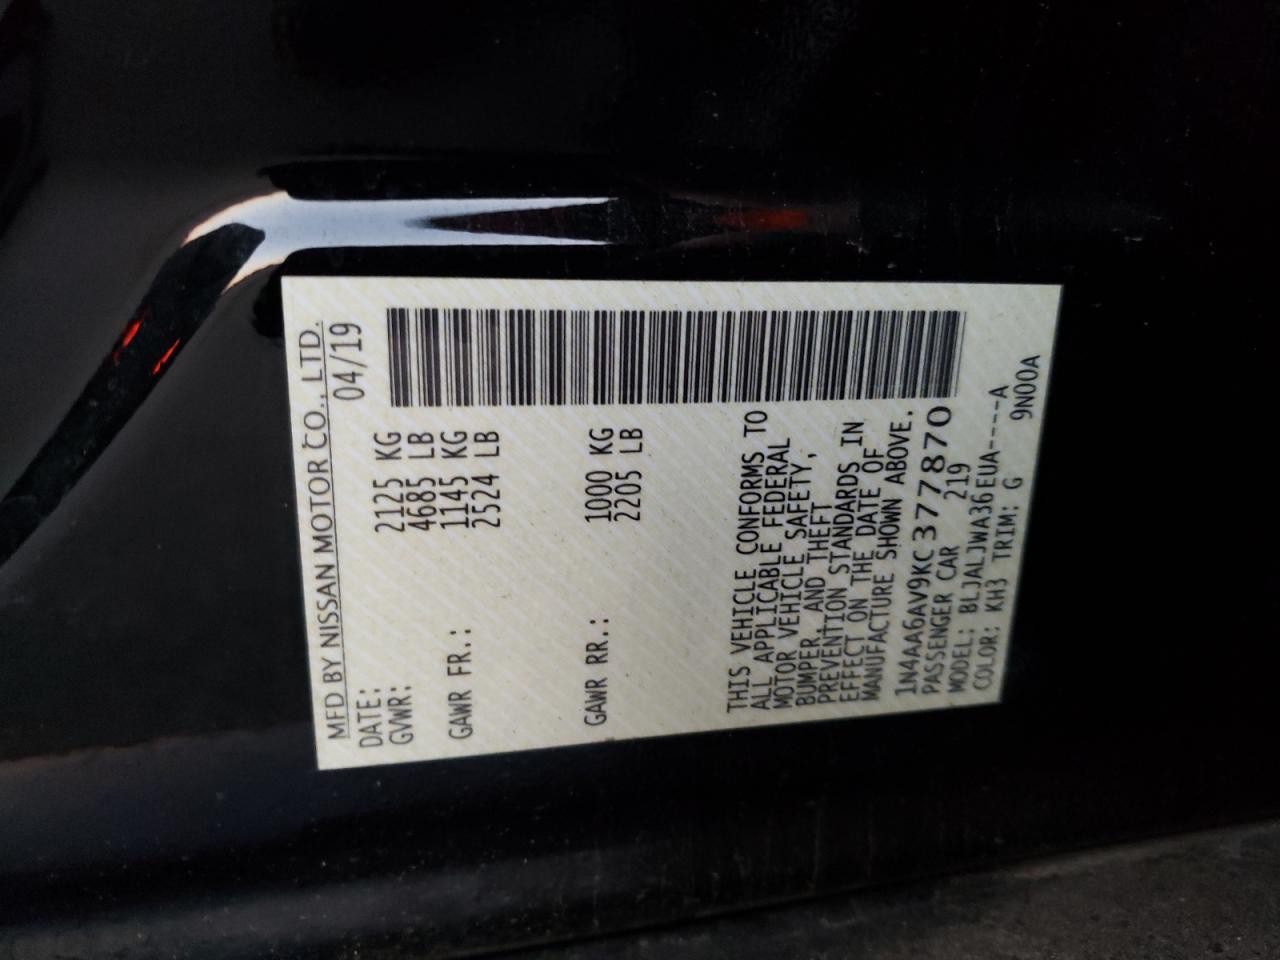 MFD BY NISSAN MOTOR CO., LTD.
DATE: 04/19
GVWR: 2125 KG
4685 LB
GAWR FR.: 1145 KG
2524 LB
GAWR RR.: 1000 KG
2205 LB
THIS VEHICLE CONFORMS TO
ALL APPLICABLE FEDERAL
MOTOR VEHICLE SAFETY,
BUMPER, AND THEFT
PREVENTION STANDARDS IN
EFFECT ON THE DATE OF
MANUFACTURE SHOWN ABOVE.
1N4AA6AV9KC377870
PASSENGER CAR 219
MODEL: BLJALJWA36EUA----A
COLOR: KH3 TRIM: G 9N00A